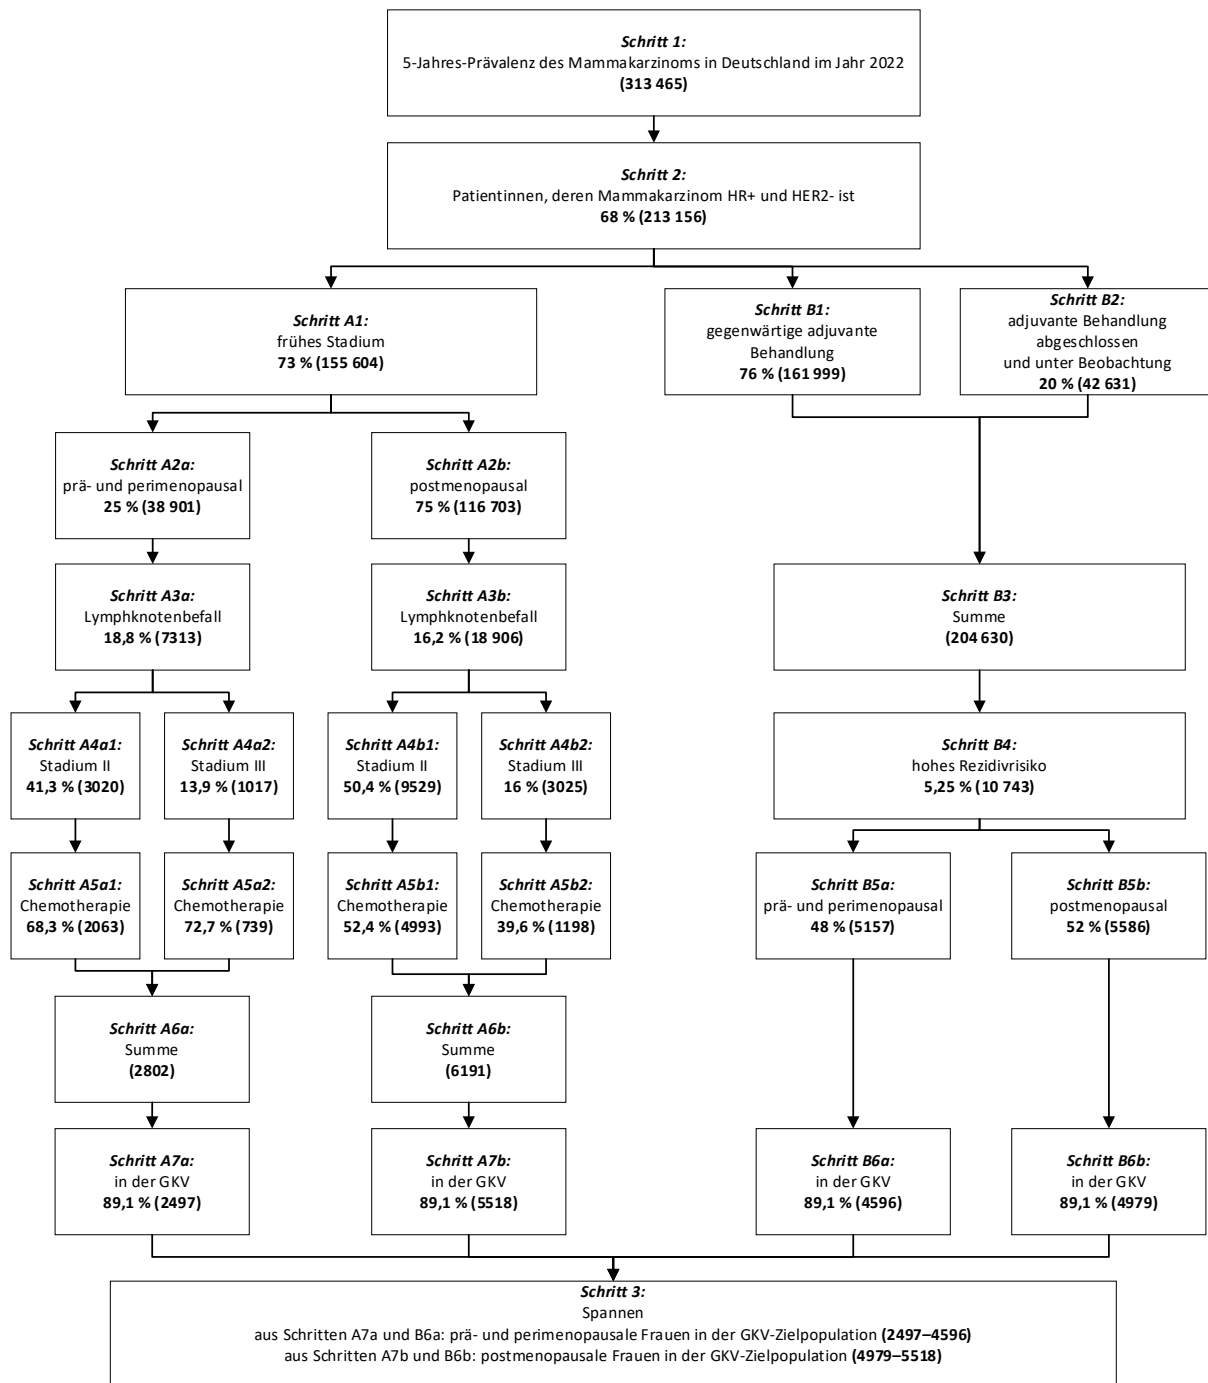 Schritt 1:
5-Jahres-Prävalenz des Mammakarzinoms in Deutschland im Jahr 2022
(313 465)
Schritt 2:
Patientinnen, deren Mammakarzinom HR+ und HER2- ist
68 % (213 156)
Schritt A1:
frühes Stadium
73 % (155 604)
Schritt B1:
gegenwärtige adjuvante
Behandlung
76 % (161 999)
Schritt B2:
adjuvante Behandlung
abgeschlossen
und unter Beobachtung
20 % (42 631)
Schritt A2a:
prä- und perimenopausal
25 % (38 901)
Schritt A2b:
postmenopausal
75 % (116 703)
Schritt A3a:
Lymphknotenbefall
18,8 % (7313)
Schritt A3b:
Lymphknotenbefall
16,2 % (18 906)
Schritt B3:
Summe
(204 630)
Schritt A4a1:
Stadium II
41,3 % (3020)
Schritt A4a2:
Stadium III
13,9 % (1017)
Schritt A4b1:
Stadium II
50,4 % (9529)
Schritt A4b2:
Stadium III
16 % (3025)
Schritt B4:
hohes Rezidivrisiko
5,25 % (10 743)
Schritt A5a1:
Chemotherapie
68,3 % (2063)
Schritt A5a2:
Chemotherapie
72,7 % (739)
Schritt A5b1:
Chemotherapie
52,4 % (4993)
Schritt A5b2:
Chemotherapie
39,6 % (1198)
Schritt B5a:
prä- und perimenopausal
48 % (5157)
Schritt B5b:
postmenopausal
52 % (5586)
Schritt A6a:
Summe
(2802)
Schritt A6b:
Summe
(6191)
Schritt A7a:
in der GKV
89,1 % (2497)
Schritt A7b:
in der GKV
89,1 % (5518)
Schritt B6a:
in der GKV
89,1 % (4596)
Schritt B6b:
in der GKV
89,1 % (4979)
Schritt 3:
Spannen
aus Schritten A7a und B6a: prä- und perimenopausale Frauen in der GKV-Zielpopulation (2497–4596)
aus Schritten A7b und B6b: postmenopausale Frauen in der GKV-Zielpopulation (4979–5518)